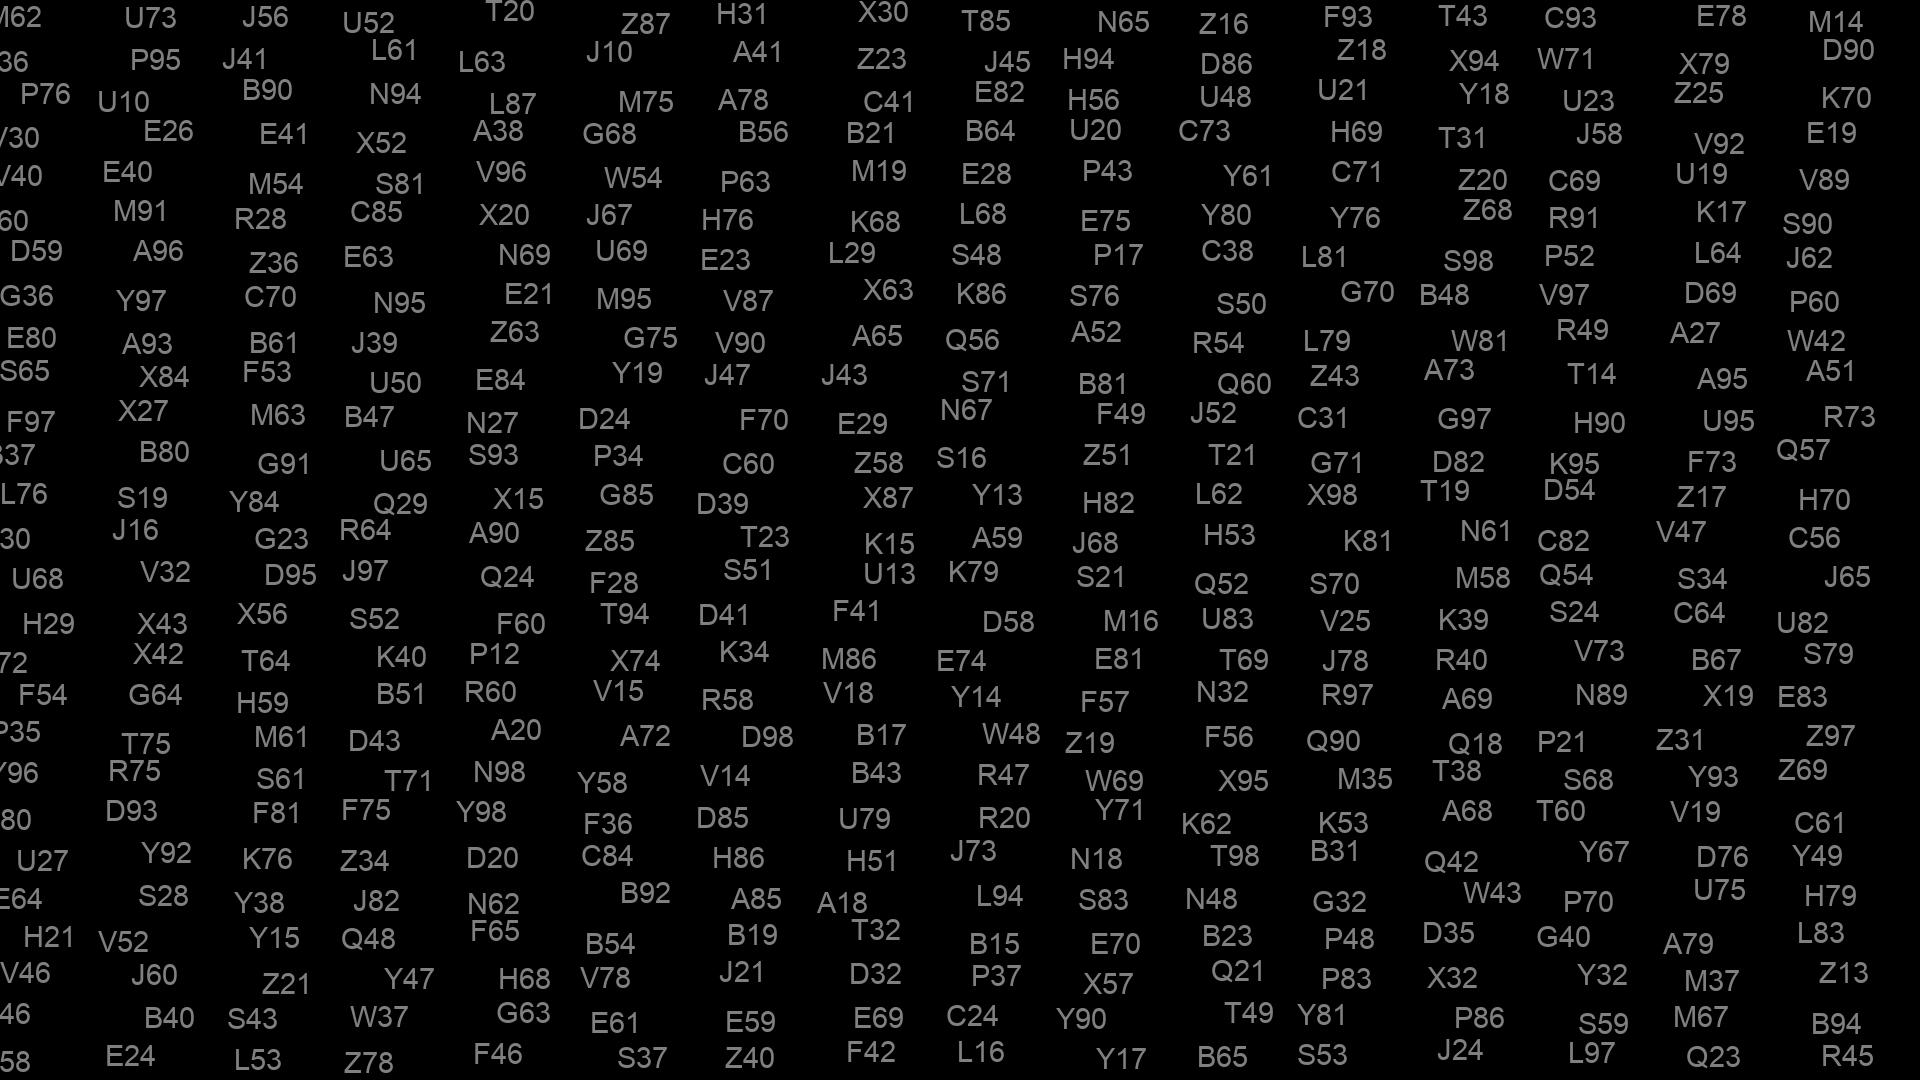 M62 U73 J56 U52 T20 Z87 H31 X30 T85 N65 Z16 F93 T43 C93 E78 M14
36 P95 J41 L61 L63 J10 A41 Z23 J45 H94 D86 Z18 X94 W71 X79 D90
P76 U10 B90 N94 L87 M75 A78 C41 E82 H56 U48 U21 Y18 U23 Z25 K70
V30 E26 E41 X52 A38 G68 B56 B21 B64 U20 C73 H69 T31 J58 V92 E19
V40 E40 M54 S81 V96 W54 P63 M19 E28 P43 Y61 C71 Z20 C69 U19 V89
60 M91 R28 C85 X20 J67 H76 K68 L68 E75 Y80 Y76 Z68 R91 K17 S90
D59 A96 Z36 E63 N69 U69 E23 L29 S48 P17 C38 L81 S98 P52 L64 J62
G36 Y97 C70 N95 E21 M95 V87 X63 K86 S76 S50 G70 B48 V97 D69 P60
E80 A93 B61 J39 Z63 G75 V90 A65 Q56 A52 R54 L79 W81 R49 A27 W42
S65 X84 F53 U50 E84 Y19 J47 J43 S71 B81 Q60 Z43 A73 T14 A95 A51
F97 X27 M63 B47 N27 D24 F70 E29 N67 F49 J52 C31 G97 H90 U95 R73
B37 B80 G91 U65 S93 P34 C60 Z58 S16 Z51 T21 G71 D82 K95 F73 Q57
L76 S19 Y84 Q29 X15 G85 D39 X87 Y13 H82 L62 X98 T19 D54 Z17 H70
30 J16 G23 R64 A90 Z85 T23 K15 A59 J68 H53 K81 N61 C82 V47 C56
U68 V32 D95 J97 Q24 F28 S51 U13 K79 S21 Q52 S70 M58 Q54 S34 J65
H29 X43 X56 S52 F60 T94 D41 F41 D58 M16 U83 V25 K39 S24 C64 U82
72 X42 T64 K40 P12 X74 K34 M86 E74 E81 T69 J78 R40 V73 B67 S79
F54 G64 H59 B51 R60 V15 R58 V18 Y14 F57 N32 R97 A69 N89 X19 E83
P35 T75 M61 D43 A20 A72 D98 B17 W48 Z19 F56 Q90 Q18 P21 Z31 Z97
Y96 R75 S61 T71 N98 Y58 V14 B43 R47 W69 X95 M35 T38 S68 Y93 Z69
80 D93 F81 F75 Y98 F36 D85 U79 R20 Y71 K62 K53 A68 T60 V19 C61
U27 Y92 K76 Z34 D20 C84 H86 H51 J73 N18 T98 B31 Q42 Y67 D76 Y49
E64 S28 Y38 J82 N62 B92 A85 A18 L94 S83 N48 G32 W43 P70 U75 H79
H21 V52 Y15 Q48 F65 B54 B19 T32 B15 E70 B23 P48 D35 G40 A79 L83
V46 J60 Z21 Y47 H68 V78 J21 D32 P37 X57 Q21 P83 X32 Y32 M37 Z13
46 B40 S43 W37 G63 E61 E59 E69 C24 Y90 T49 Y81 P86 S59 M67 B94
58 E24 L53 Z78 F46 S37 Z40 F42 L16 Y17 B65 S53 J24 L97 Q23 R45